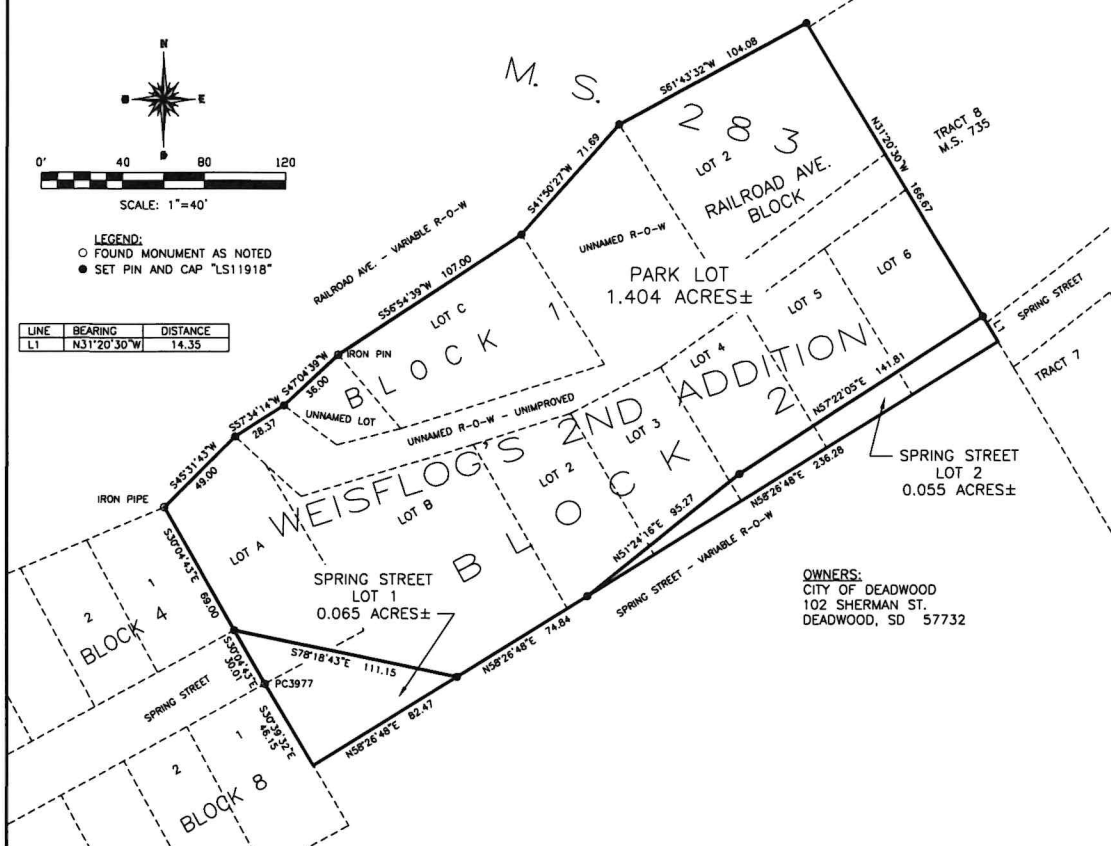 N
E
0' 40 80 120
SCALE: 1"=40'
LEGEND:
○ FOUND MONUMENT AS NOTED
● SET PIN AND CAP "LS11918"
LINE BEARING DISTANCE
L1 N31°20'30"W 14.35
M. S.
283
S61°43'32"W 104.08
S41°50'27"W 71.69
RAILROAD AVE. - VARIABLE R-O-W
S56°54'39"W 107.00
S47°04'39"W
36.00
S57°34'14"W
28.37
S45°31'43"W
49.00
IRON PIN
IRON PIPE
LOT 2
RAILROAD AVE.
BLOCK
N31°20'30"W 166.67
TRACT 8
M.S. 735
UNNAMED R-O-W
PARK LOT
1.404 ACRES±
LOT C
BLOCK 1
UNNAMED LOT
UNNAMED R-O-W - UNIMPROVED
LOT 6
LOT 5
LOT 4
LOT 3
LOT 2
LOT B
LOT A
WEISFLOG'S 2ND ADDITION
BLOCK 2
L1
SPRING STREET
TRACT 7
N57°22'05"E 141.81
N58°26'48"E 236.28
N51°24'16"E 95.27
SPRING STREET - VARIABLE R-O-W
SPRING STREET
LOT 2
0.055 ACRES±
SPRING STREET
LOT 1
0.065 ACRES±
S30°04'43"E 69.00
S78°18'43"E 111.15
N58°26'48"E 74.84
N58°26'48"E 82.47
S30°04'43"E
30.01
PC3977
S30°39'32"E
46.15
1
2
BLOCK 4
SPRING STREET
1
2
BLOCK 8
OWNERS:
CITY OF DEADWOOD
102 SHERMAN ST.
DEADWOOD, SD 57732